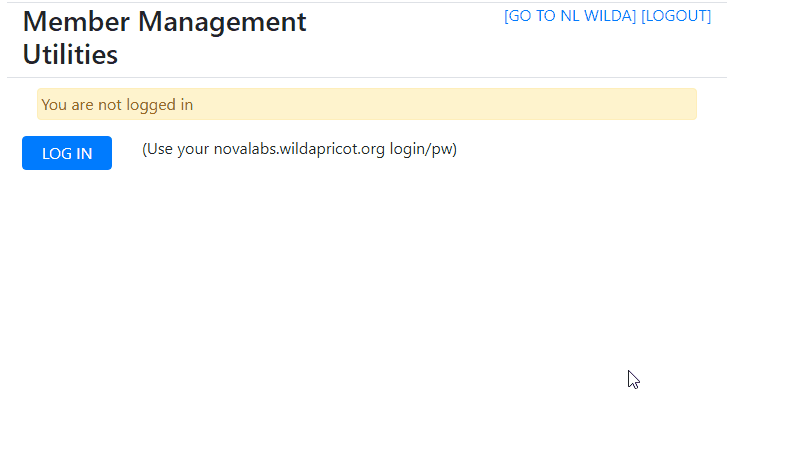 Member Management
Utilities
[GO TO NL WILDA] [LOGOUT]
You are not logged in
LOG IN
(Use your novalabs.wildapricot.org login/pw)